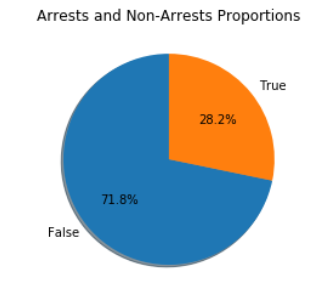 Arrests and Non-Arrests Proportions
True
28.2%
71.8%
False